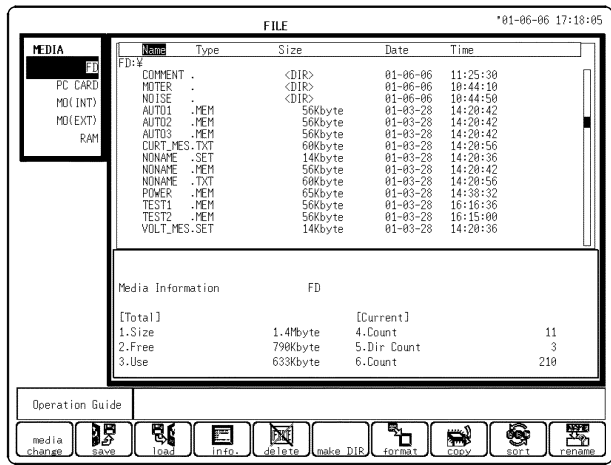 FILE
'01-06-06 17:18:05
MEDIA
FD
PC CARD
MO(INT)
MO(EXT)
RAM
Name Type Size Date Time
FD:¥
COMMENT . <DIR> 01-06-06 11:25:30
MOTER . <DIR> 01-06-06 10:44:10
NOISE . <DIR> 01-06-06 10:44:50
AUTO1 .MEM 56Kbyte 01-03-28 14:20:42
AUTO2 .MEM 56Kbyte 01-03-28 14:20:42
AUTO3 .MEM 56Kbyte 01-03-28 14:20:42
CURT_MES.TXT 60Kbyte 01-03-28 14:20:56
NONAME .SET 14Kbyte 01-03-28 14:20:36
NONAME .MEM 56Kbyte 01-03-28 14:20:42
NONAME .TXT 60Kbyte 01-03-28 14:20:56
POWER .MEM 65Kbyte 01-03-28 14:38:32
TEST1 .MEM 56Kbyte 01-03-28 16:16:36
TEST2 .MEM 56Kbyte 01-03-28 16:15:00
VOLT_MES.SET 14Kbyte 01-03-28 14:20:36
Media Information FD
[Total] [Current]
1.Size 1.4Mbyte 4.Count 11
2.Free 790Kbyte 5.Dir Count 3
3.Use 633Kbyte 6.Count 210
Operation Guide
media change
save
load
info.
delete
make DIR
format
copy
sort
rename